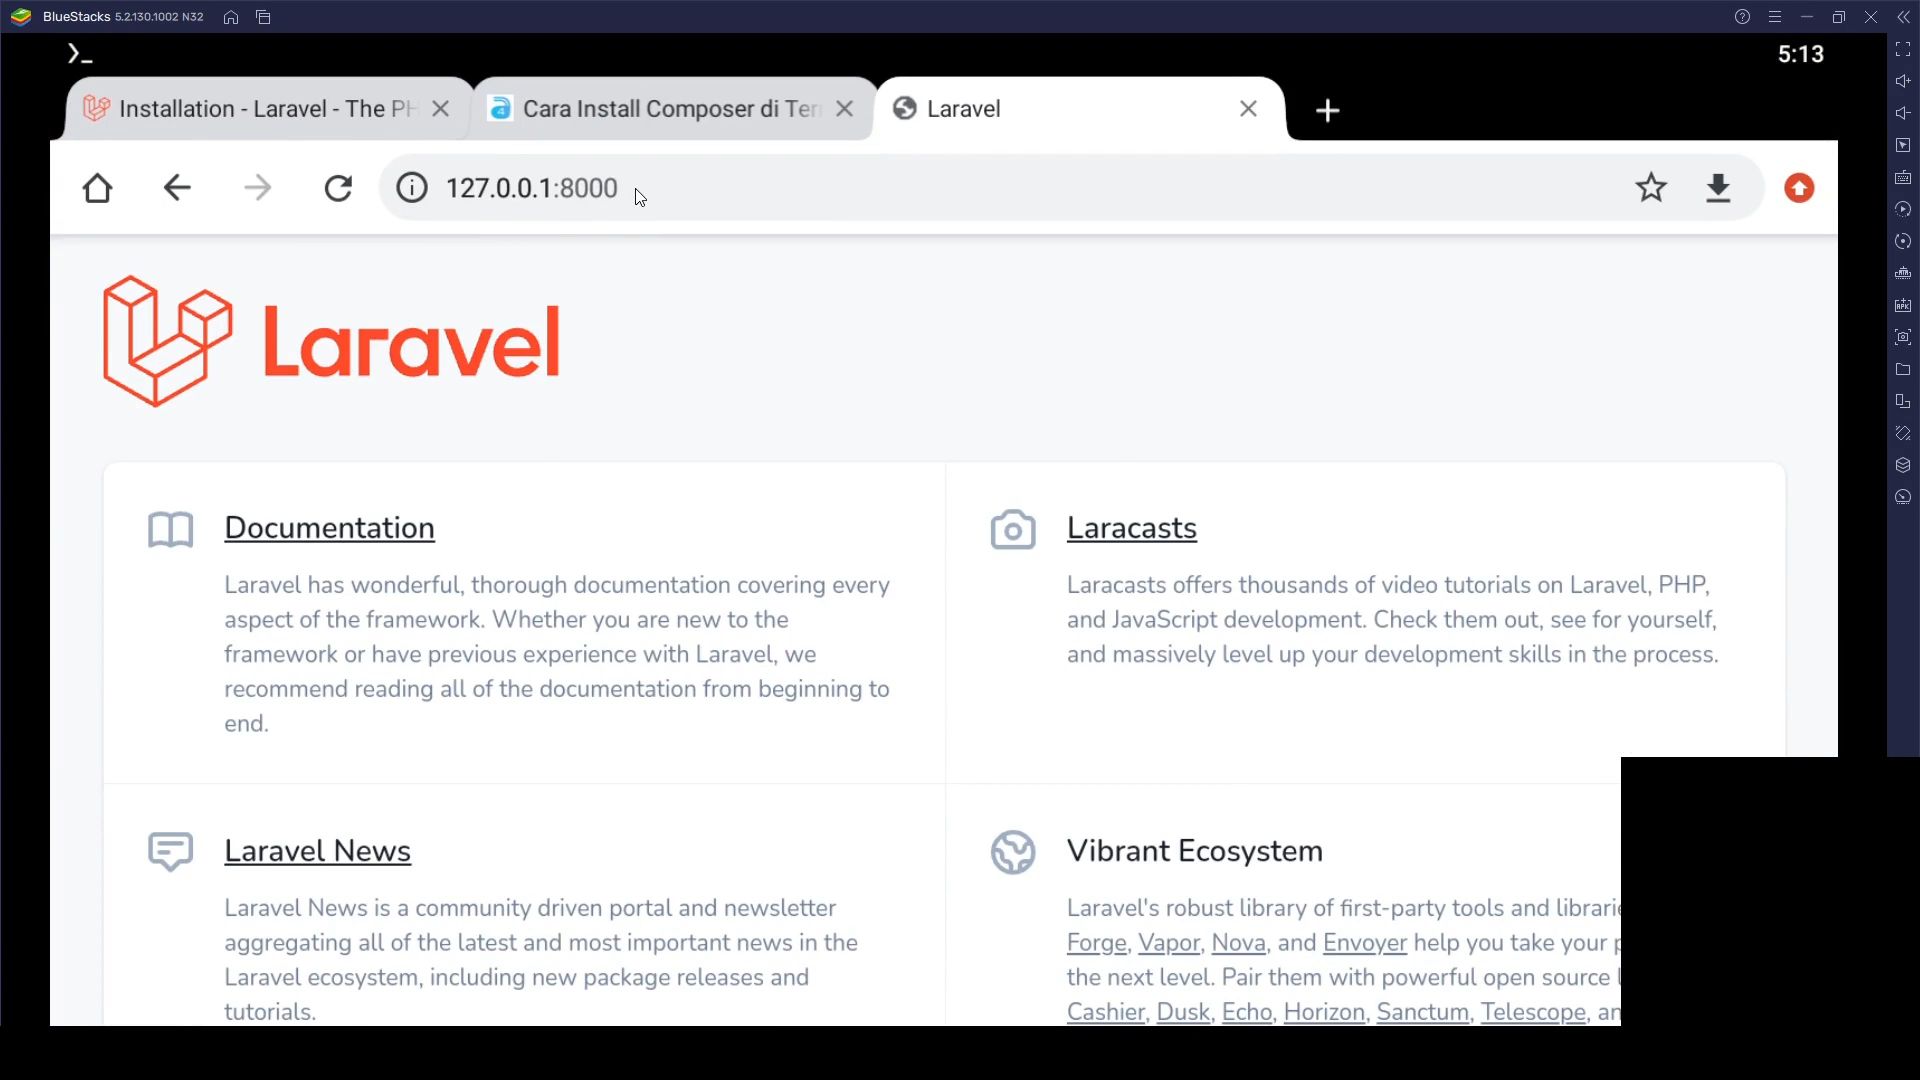 BlueStacks 5.2.130.1002 N32
5:13
Installation - Laravel - The PH
Cara Install Composer di Ter
Laravel
127.0.0.1:8000
Laravel
Documentation
Laravel has wonderful, thorough documentation covering every
aspect of the framework. Whether you are new to the
framework or have previous experience with Laravel, we
recommend reading all of the documentation from beginning to
end.
Laracasts
Laracasts offers thousands of video tutorials on Laravel, PHP,
and JavaScript development. Check them out, see for yourself,
and massively level up your development skills in the process.
Laravel News
Laravel News is a community driven portal and newsletter
aggregating all of the latest and most important news in the
Laravel ecosystem, including new package releases and
tutorials.
Vibrant Ecosystem
Laravel's robust library of first-party tools and librarie
Forge, Vapor, Nova, and Envoyer help you take your p
the next level. Pair them with powerful open source
Cashier, Dusk, Echo, Horizon, Sanctum, Telescope, an